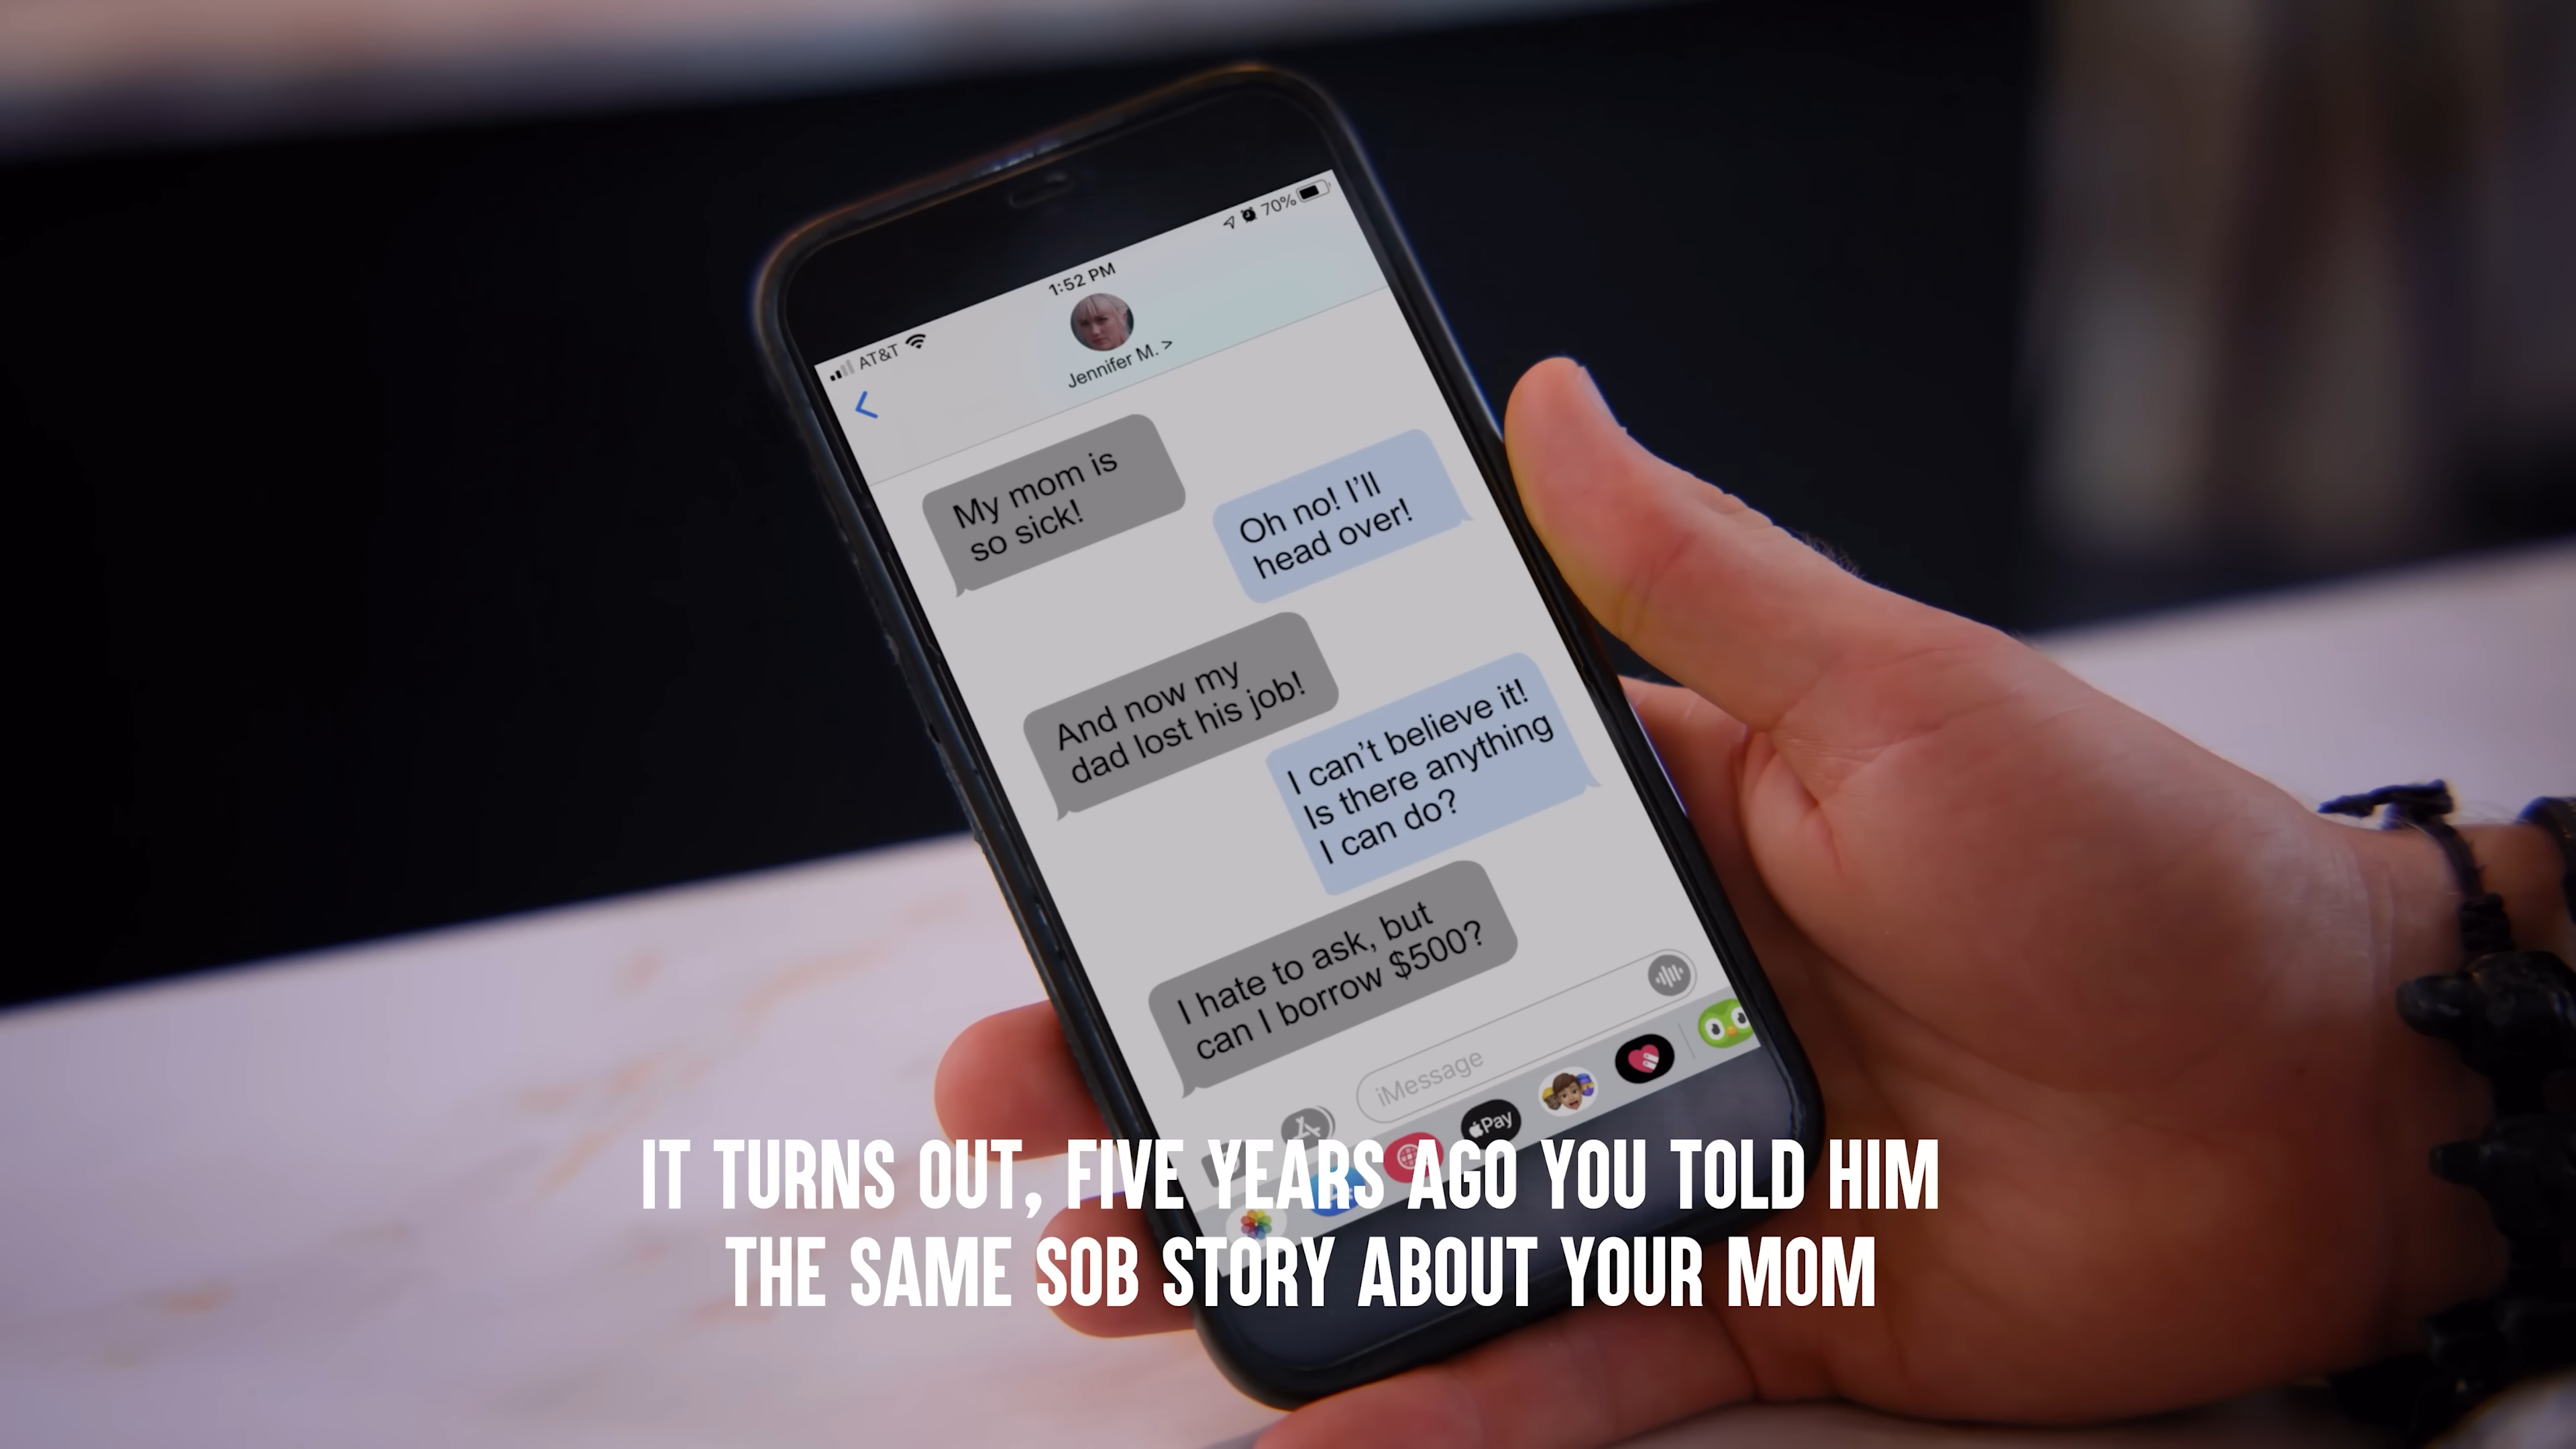 70%
1:52 PM
AT&T
Jennifer M. >
My mom is
so sick!
Oh no! I’ll
head over!
And now my
dad lost his job!
I can’t believe it!
Is there anything
I can do?
I hate to ask, but
can I borrow $500?
iMessage
Pay
IT TURNS OUT, FIVE YEARS AGO YOU TOLD HIM
THE SAME SOB STORY ABOUT YOUR MOM